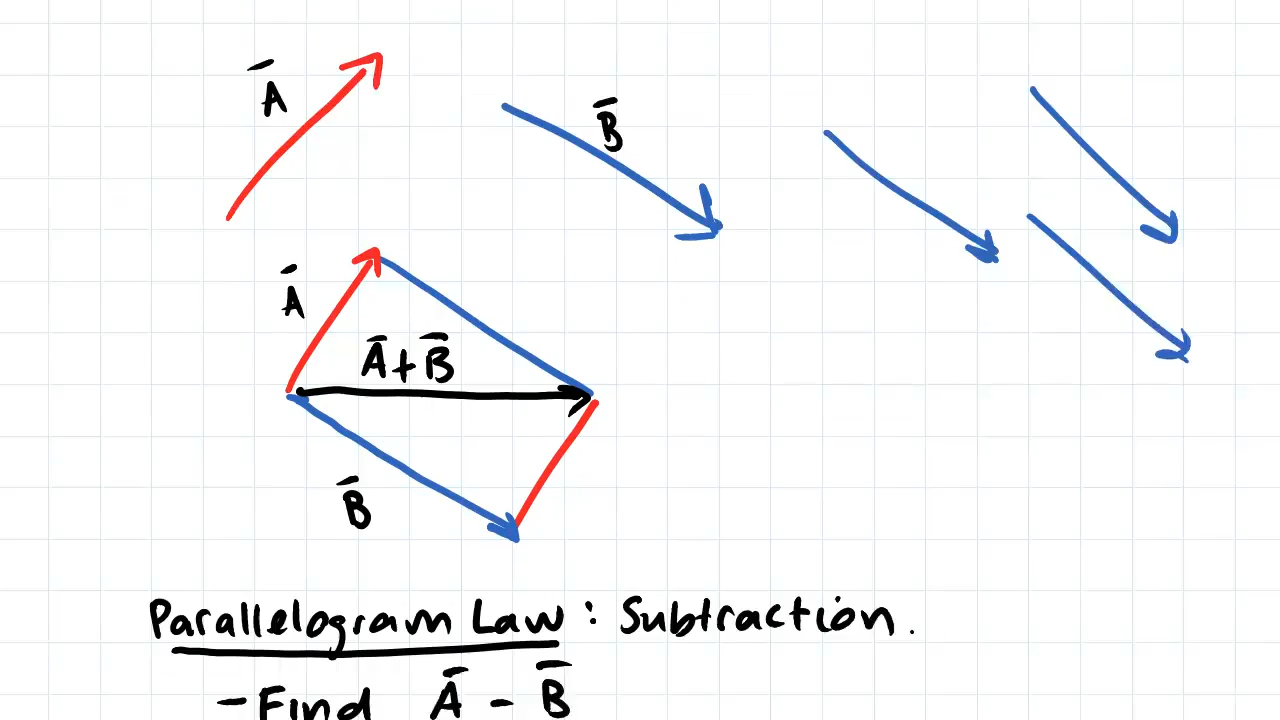 A̅
B̅
A̅
A̅+B̅
B̅
Parallelogram Law: Subtraction.
-Find A̅ - B̅